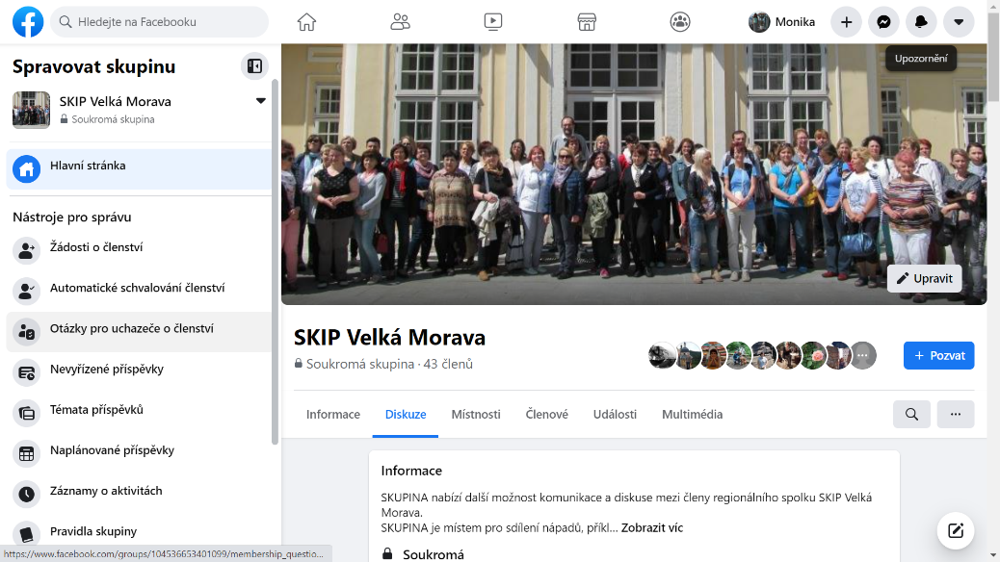 Hledejte na Facebooku
Monika
Upozornění
Spravovat skupinu
SKIP Velká Morava
Soukromá skupina
Hlavní stránka
Nástroje pro správu
Žádosti o členství
Automatické schvalování členství
Otázky pro uchazeče o členství
Nevyřízené příspěvky
Témata příspěvků
Naplánované příspěvky
Záznamy o aktivitách
Pravidla skupiny
https://www.facebook.com/groups/104536653401099/membership_questio...
Upravit
SKIP Velká Morava
Soukromá skupina · 43 členů
+ Pozvat
Informace Diskuze Místnosti Členové Události Multimédia
Informace
SKUPINA nabízí další možnost komunikace a diskuse mezi členy regionálního spolku SKIP Velká
Morava.
SKUPINA je místem pro sdílení nápadů, příkl... Zobrazit víc
Soukromá